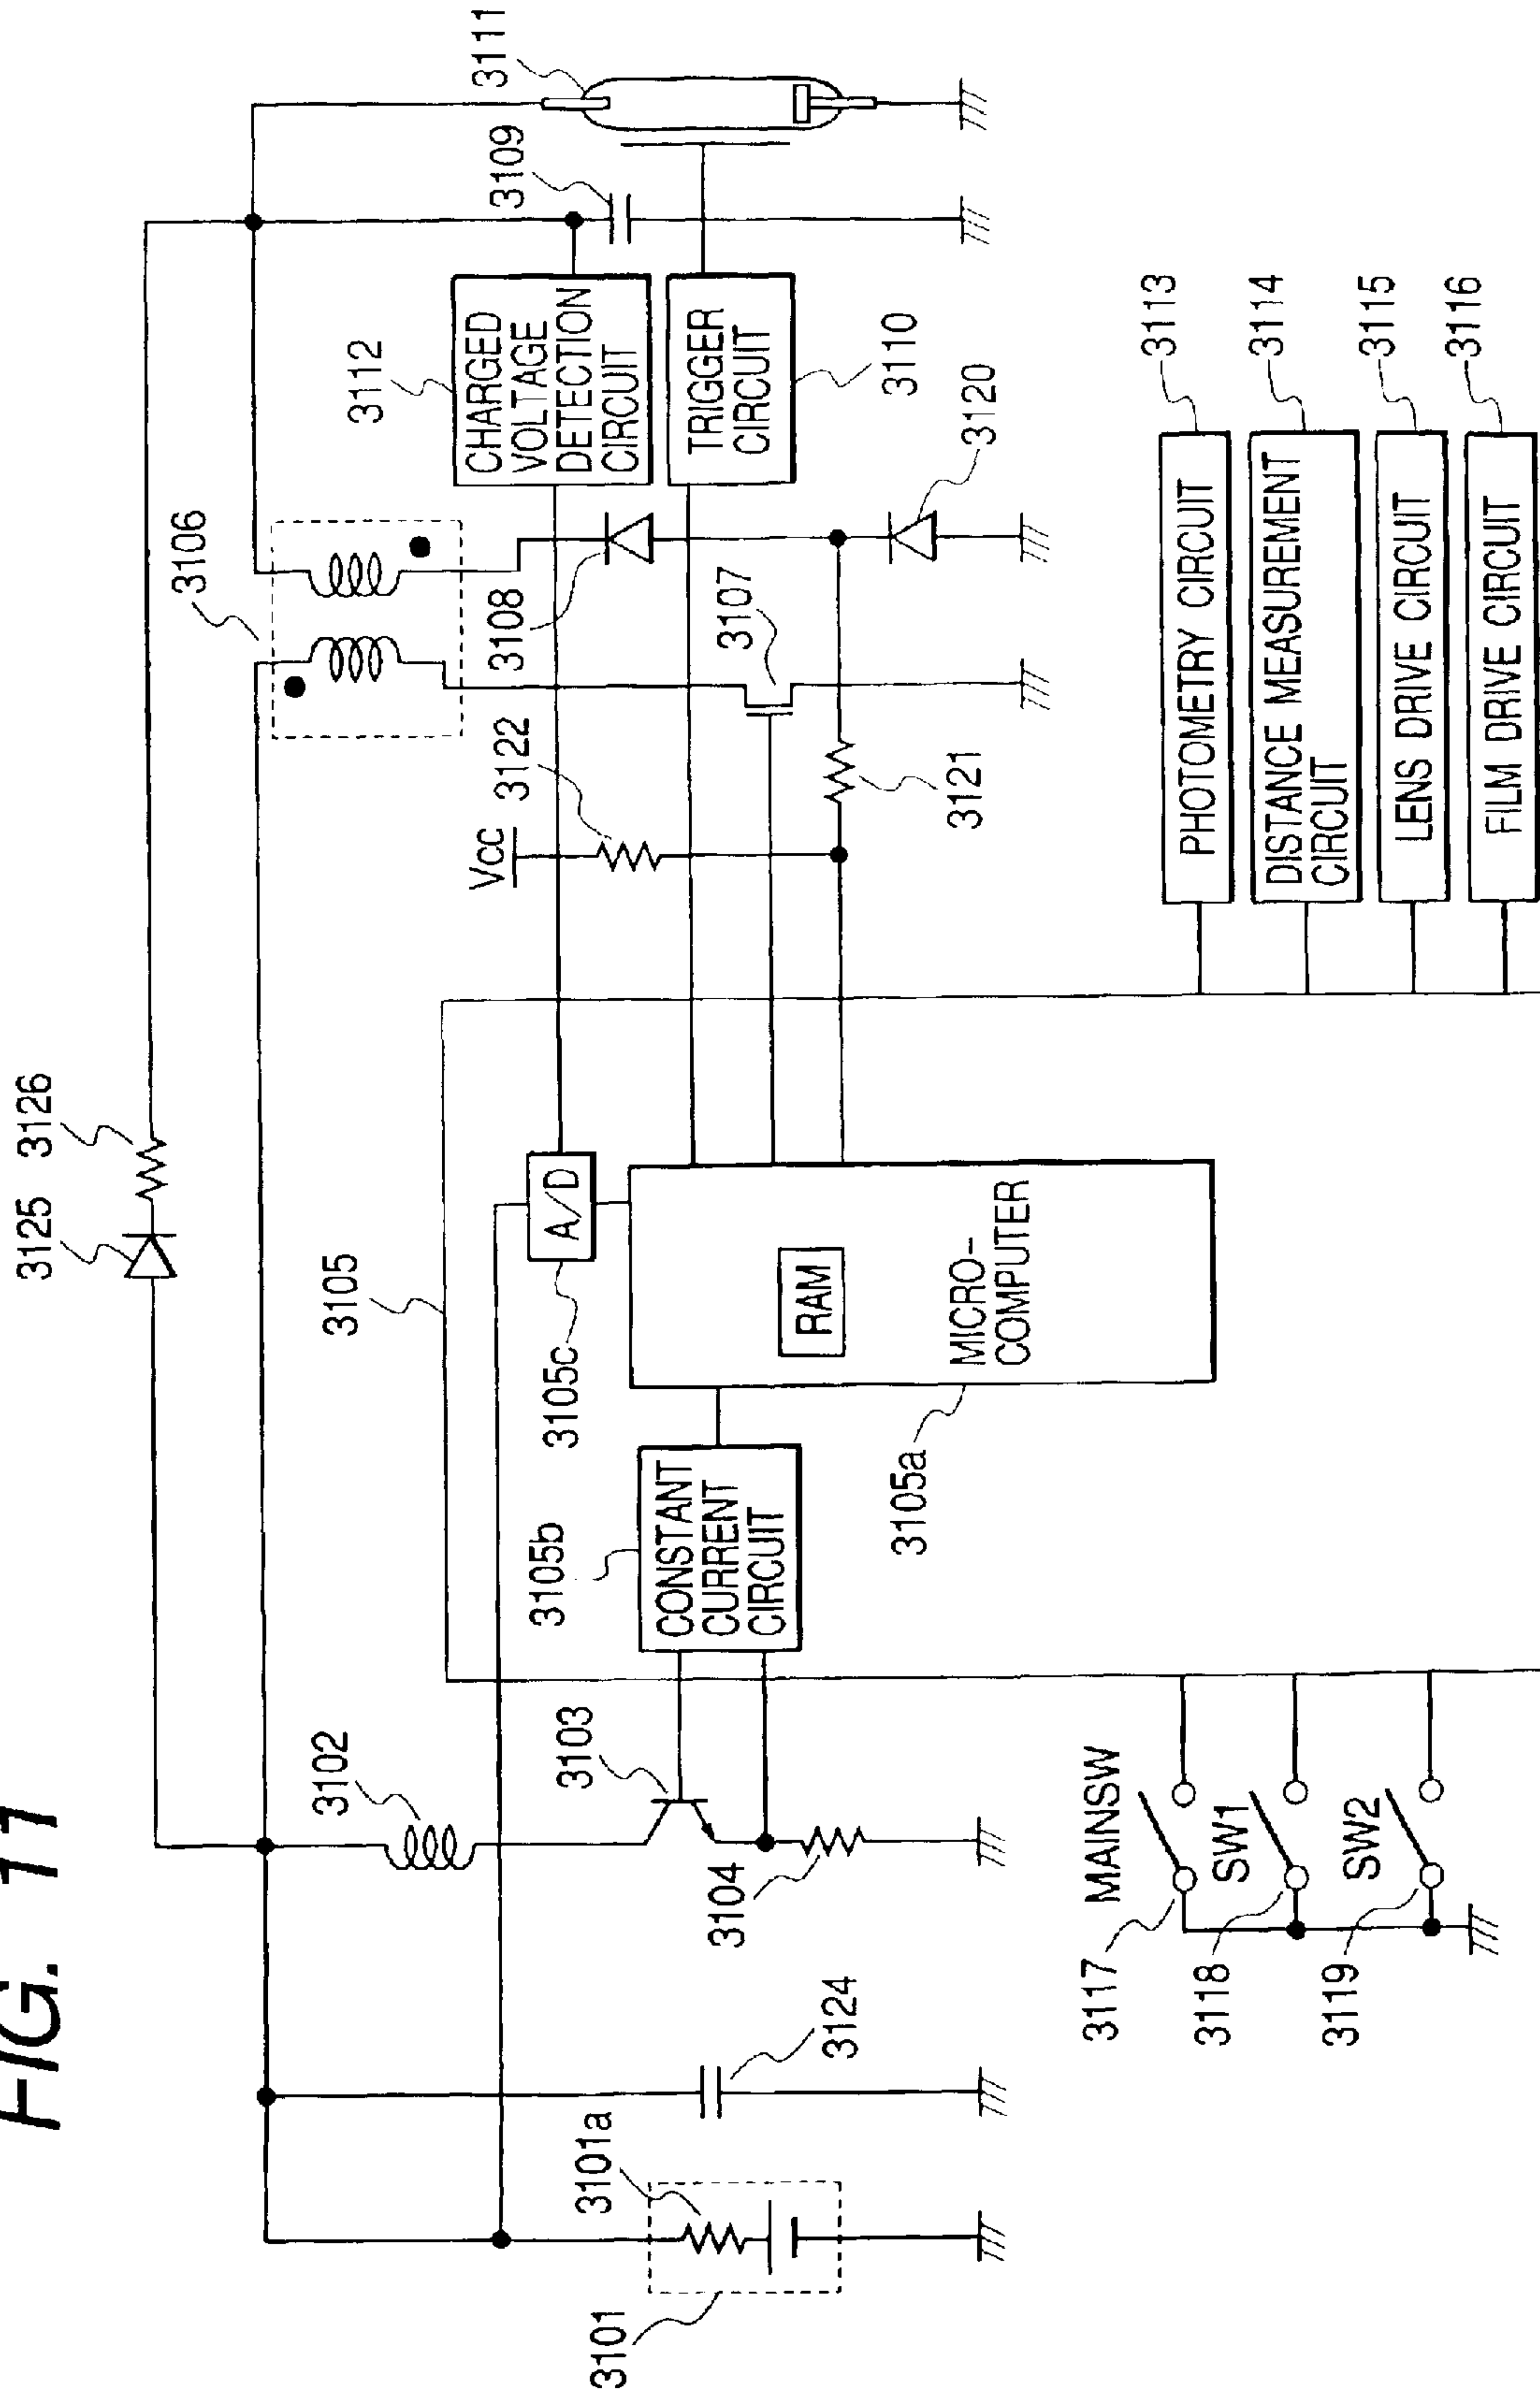 FIG. 11
3125
3126
3106
3111
3109
3105
3102
3112
CHARGED
VOLTAGE
DETECTION
CIRCUIT
A/D
3105c
3122
Vcc
3108
3107
TRIGGER
CIRCUIT
3110
3120
3121
3101
3101a
3124
3103
3104
3105b
CONSTANT
CURRENT
CIRCUIT
3105a
RAM
MICRO-
COMPUTER
MAINSW
SW1
SW2
3117
3118
3119
PHOTOMETRY CIRCUIT
3113
DISTANCE MEASUREMENT
CIRCUIT
3114
LENS DRIVE CIRCUIT
3115
FILM DRIVE CIRCUIT
3116